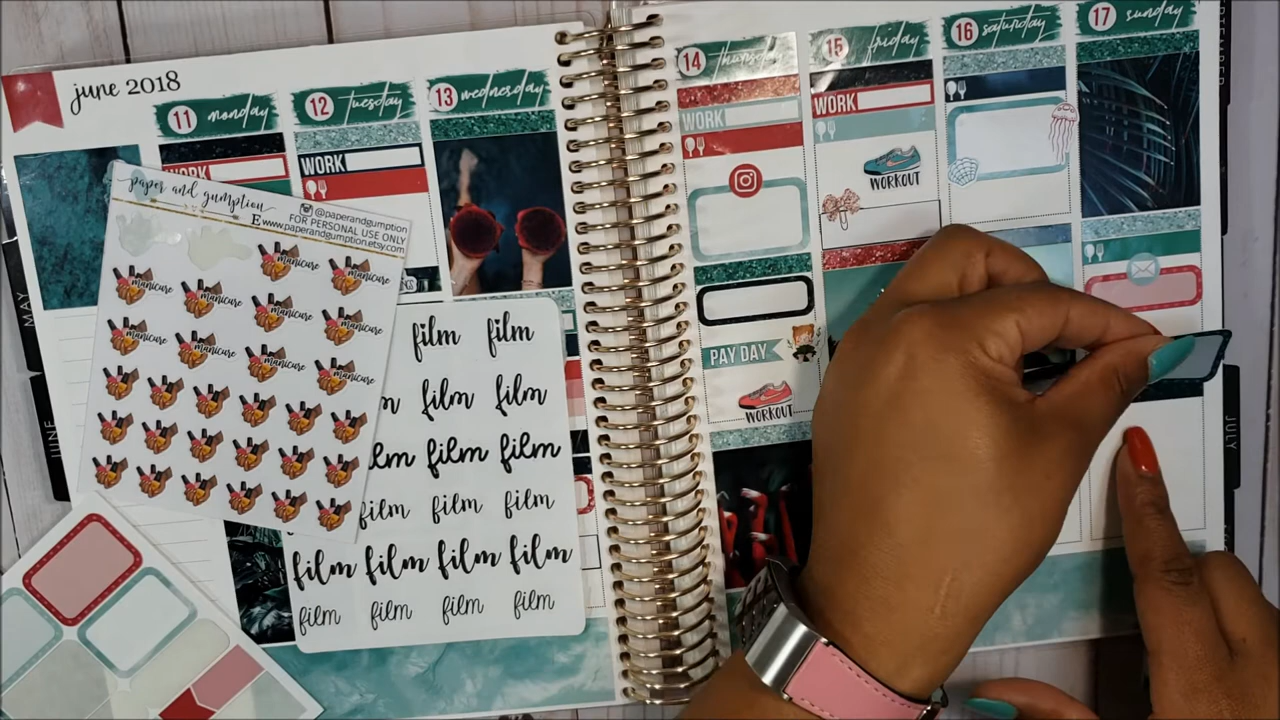 june 2018
11 monday
12 tuesday
13 wednesday
14 thursday
15 friday
16 saturday
17 sunday
WORK
WORK
WORK
WORK
WORKOUT
PAY DAY
WORKOUT
MAY
JUNE
JULY
paper and gumption
@paperandgumption
FOR PERSONAL USE ONLY
www.paperandgumption.etsy.com
manicure manicure
manicure manicure manicure manicure
manicure manicure manicure manicure
film film
film film
film film film
film film film
film film film film
film film film film